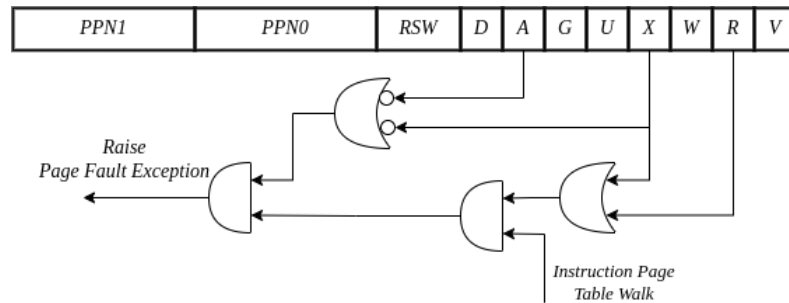 PPN1 PPN0 RSW D A G U X W R V
Raise
Page Fault Exception
Instruction Page
Table Walk